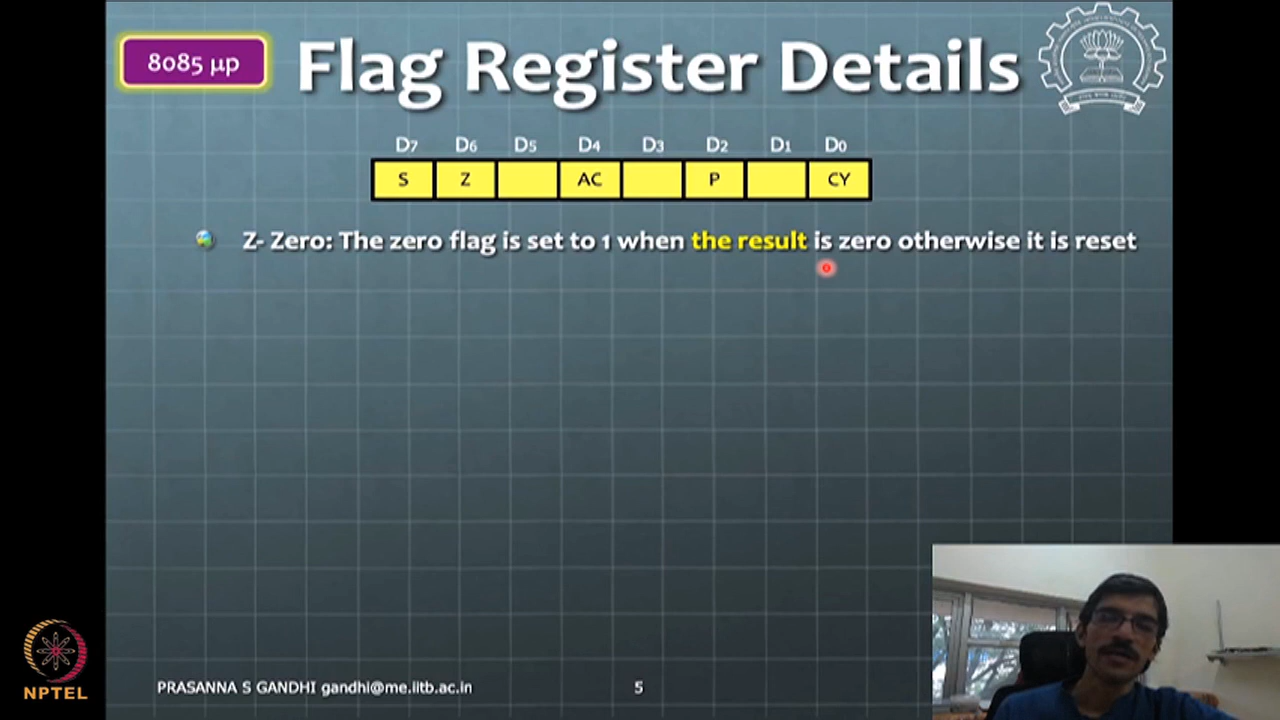 8085 µp
Flag Register Details
D7 D6 D5 D4 D3 D2 D1 D0
S Z AC P CY
Z- Zero: The zero flag is set to 1 when the result is zero otherwise it is reset
NPTEL
PRASANNA S GANDHI gandhi@me.iitb.ac.in
5